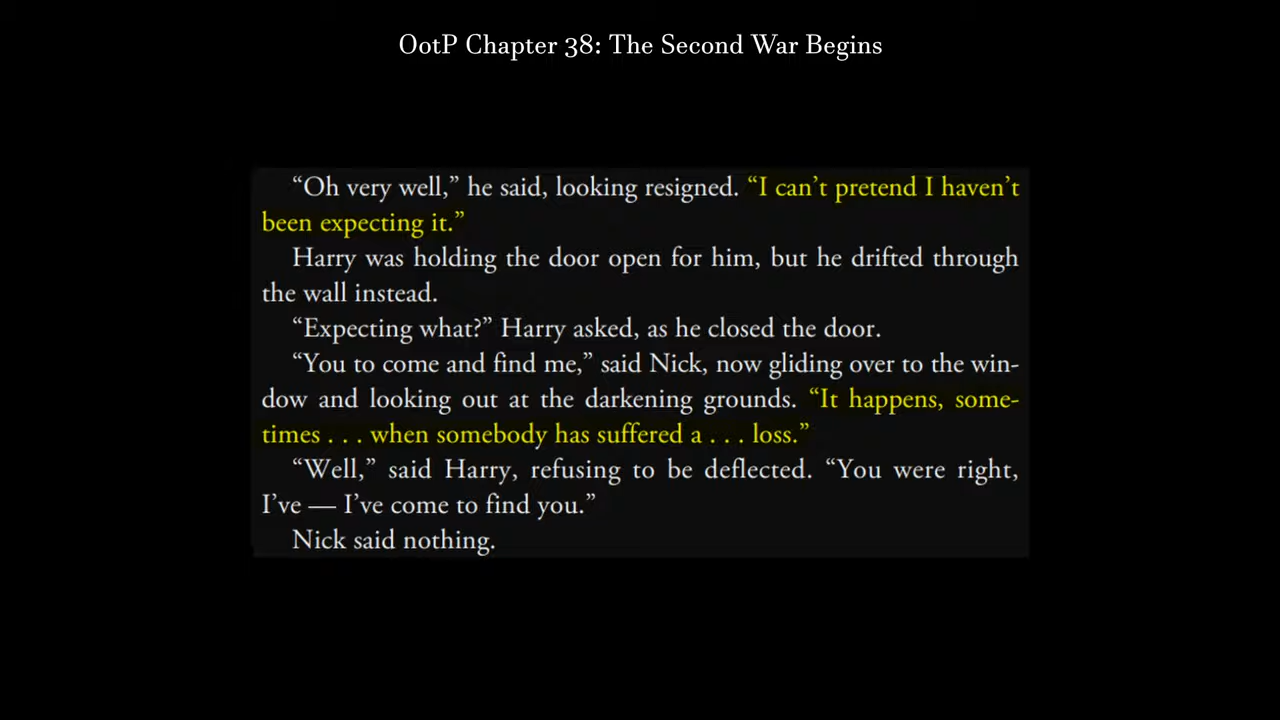 OotP Chapter 38: The Second War Begins
“Oh very well,” he said, looking resigned. “I can’t pretend I haven’t
been expecting it.”
Harry was holding the door open for him, but he drifted through
the wall instead.
“Expecting what?” Harry asked, as he closed the door.
“You to come and find me,” said Nick, now gliding over to the win-
dow and looking out at the darkening grounds. “It happens, some-
times . . . when somebody has suffered a . . . loss.”
“Well,” said Harry, refusing to be deflected. “You were right,
I’ve — I’ve come to find you.”
Nick said nothing.